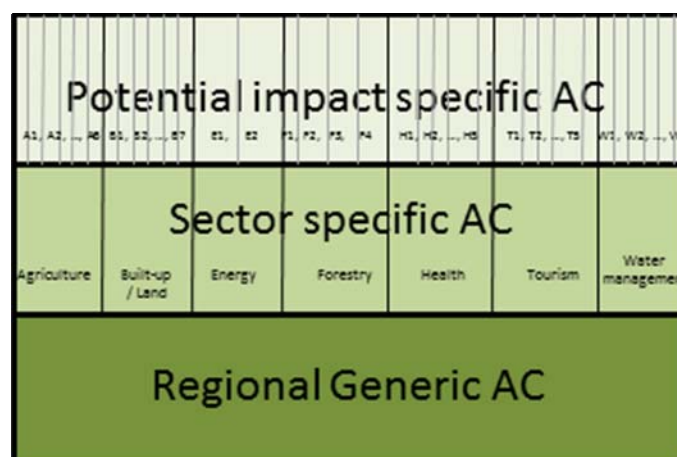 Potential impact specific AC
A1, A2, ..., A6 B1, B2, ..., B7 E1, E2 F1, F2, F3, F4 H1, H2, ..., H5 T1, T2, ..., T5 W1, W2, ...,
Sector specific AC
Agriculture Built-up / Land Energy Forestry Health Tourism Water manageme
Regional Generic AC